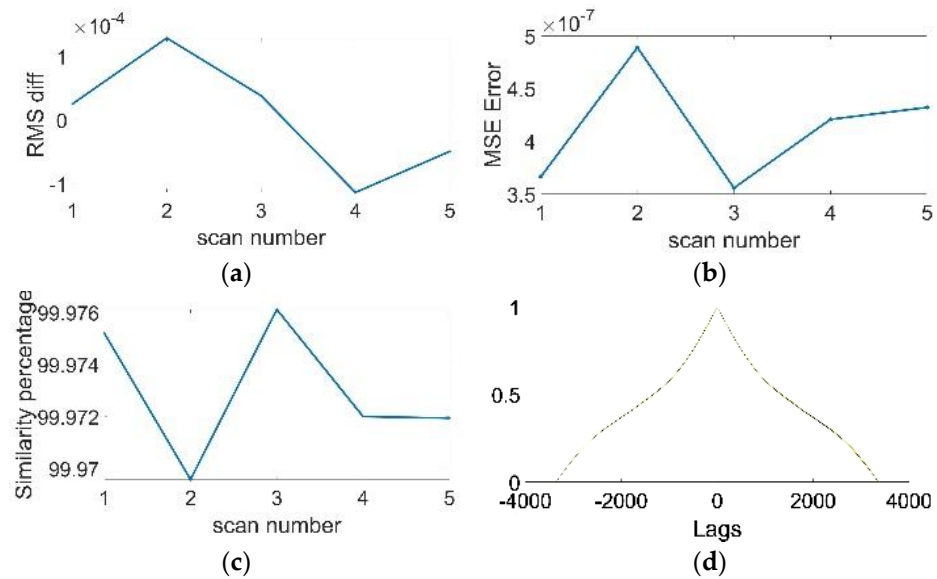 ×10⁻⁴
1
0
-1
RMS diff
1 2 3 4 5
scan number
(a)
×10⁻⁷
5
4.5
4
3.5
MSE Error
1 2 3 4 5
scan number
(b)
99.976
99.974
99.972
99.97
Similarity percentage
1 2 3 4 5
scan number
(c)
1
0.5
0
-4000 -2000 0 2000 4000
Lags
(d)